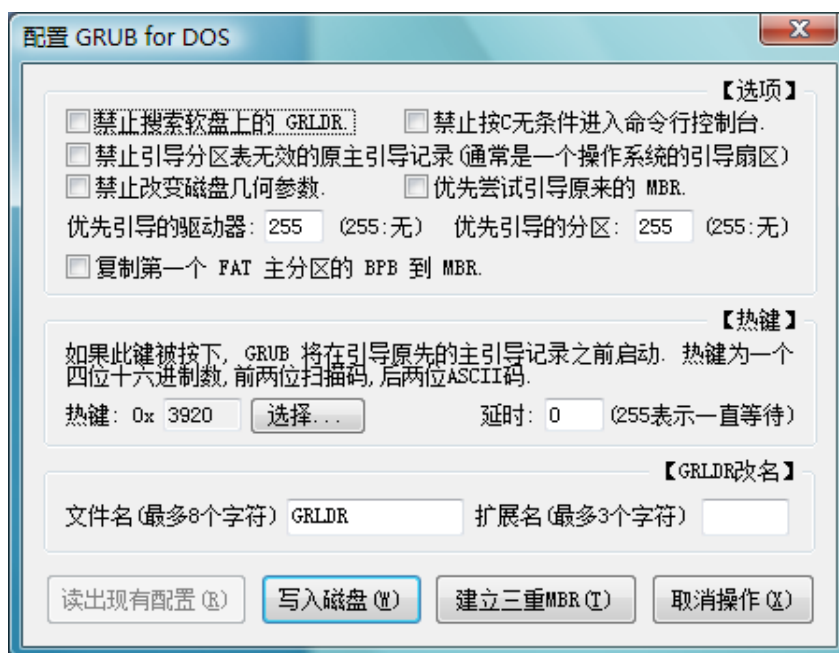 配置 GRUB for DOS
【选项】
禁止搜索软盘上的 GRLDR. 禁止按C无条件进入命令行控制台.
禁止引导分区表无效的原主引导记录(通常是一个操作系统的引导扇区)
禁止改变磁盘几何参数. 优先尝试引导原来的 MBR.
优先引导的驱动器: 255 (255:无) 优先引导的分区: 255 (255:无)
复制第一个 FAT 主分区的 BPB 到 MBR.
【热键】
如果此键被按下, GRUB 将在引导原先的主引导记录之前启动. 热键为一个
四位十六进制数,前两位扫描码,后两位ASCII码.
热键: 0x 3920 选择... 延时: 0 (255表示一直等待)
【GRLDR改名】
文件名(最多8个字符) GRLDR 扩展名(最多3个字符)
读出现有配置(R) 写入磁盘(W) 建立三重MBR(T) 取消操作(X)